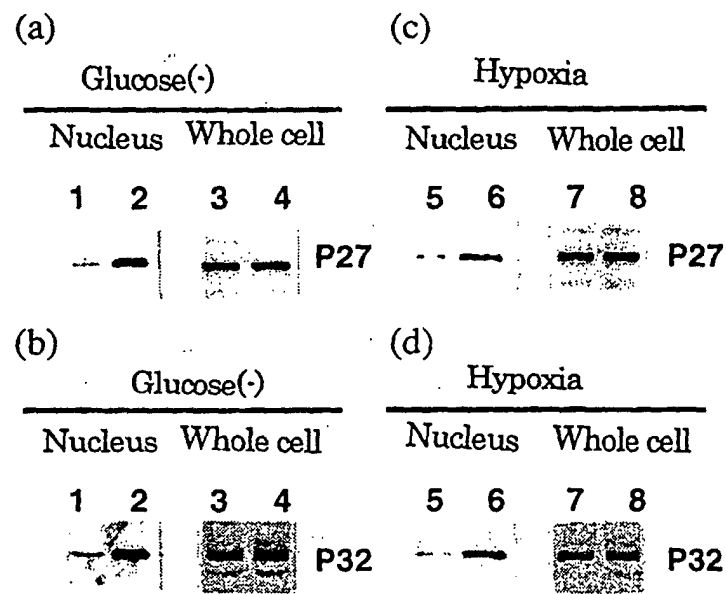 (a)
Glucose(-)
Nucleus Whole cell
1 2 3 4
P27
(c)
Hypoxia
Nucleus Whole cell
5 6 7 8
P27
(b)
Glucose(-)
Nucleus Whole cell
1 2 3 4
P32
(d)
Hypoxia
Nucleus Whole cell
5 6 7 8
P32